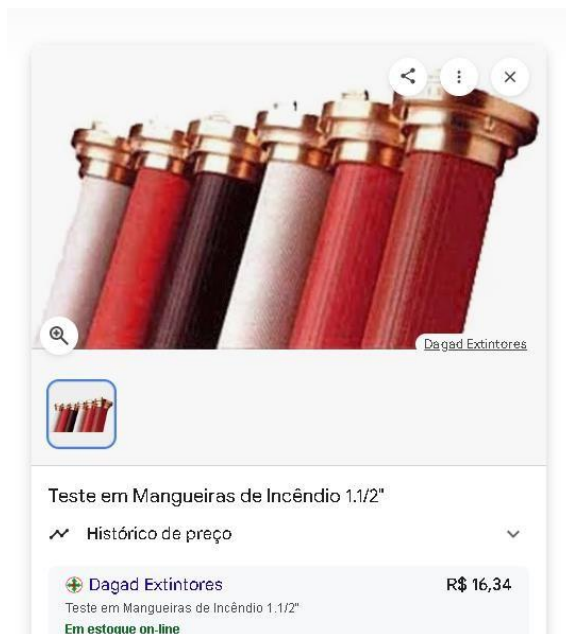 Dagad Extintores
Teste em Mangueiras de Incêndio 1.1/2"
Histórico de preço
Dagad Extintores R$ 16,34
Teste em Mangueiras de Incêndio 1.1/2"
Em estoque on-line